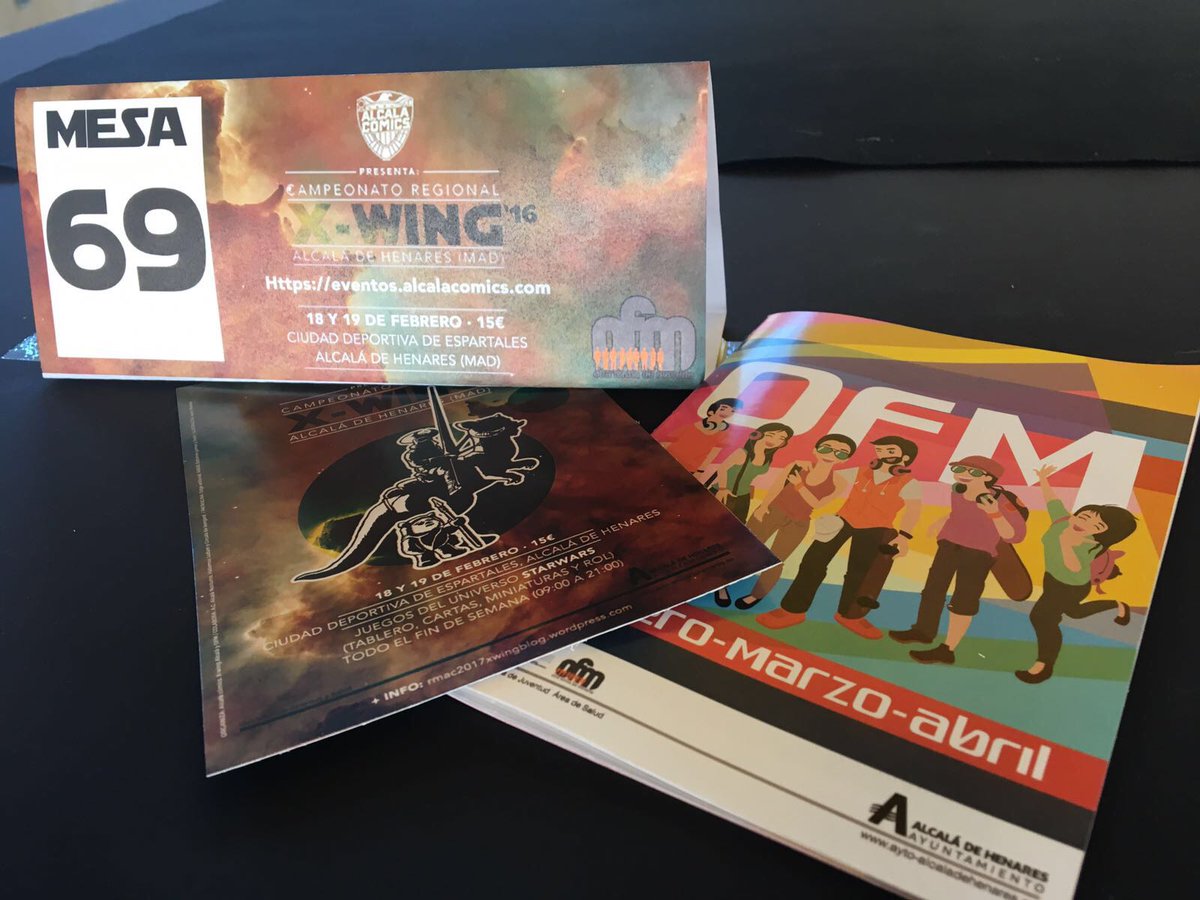 MESA
69
ALCALA
COMICS
PRESENTA:
CAMPEONATO REGIONAL
X-WING '16
ALCALÁ DE HENARES (MAD)
Https://eventos.alcalacomics.com
18 Y 19 DE FEBRERO · 15€
CIUDAD DEPORTIVA DE ESPARTALES
ALCALÁ DE HENARES (MAD)
ofm
CAMPEONATO REGIONAL
X-WING
ALCALÁ DE HENARES (MAD)
18 Y 19 DE FEBRERO · 15€
CIUDAD DEPORTIVA DE ESPARTALES, ALCALÁ DE HENARES
JUEGOS DEL UNIVERSO STARWARS
(TABLERO, CARTAS, MINIATURAS Y ROL)
TODO EL FIN DE SEMANA (09:00 A 21:00)
+ INFO: rmac2017xwingblog.wordpress.com
OFM
ero-marzo-abril
de Juventud Área de Salud
ofm
ALCALÁ DE HENARES
AYUNTAMIENTO
www.ayto-alcaladehenares